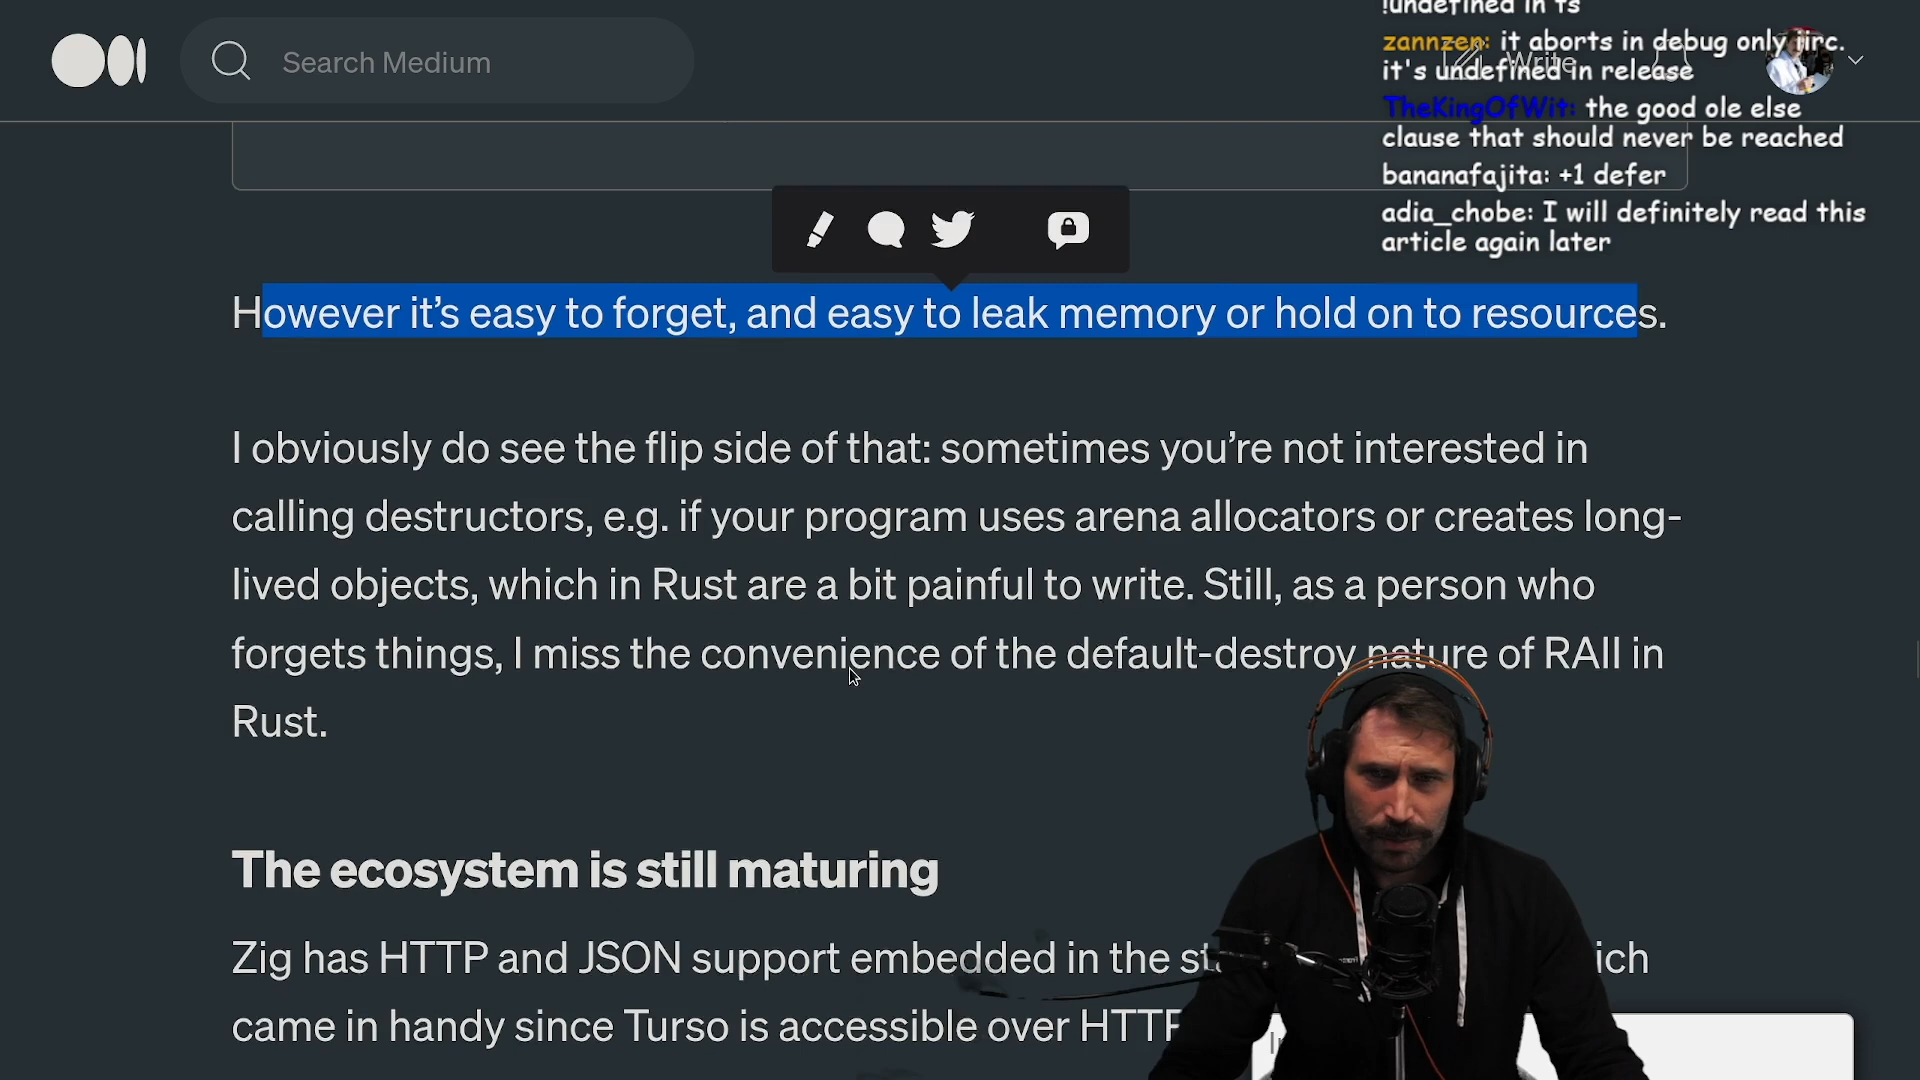 !undefined in ts
Search Medium
Write
zannzen: it aborts in debug only iirc.
it's undefined in release
TheKingOfWit: the good ole else
clause that should never be reached
bananafajita: +1 defer
adia_chobe: I will definitely read this
article again later
However it’s easy to forget, and easy to leak memory or hold on to resources.
I obviously do see the flip side of that: sometimes you’re not interested in
calling destructors, e.g. if your program uses arena allocators or creates long-
lived objects, which in Rust are a bit painful to write. Still, as a person who
forgets things, I miss the convenience of the default-destroy nature of RAII in
Rust.
The ecosystem is still maturing
Zig has HTTP and JSON support embedded in the
came in handy since Turso is accessible over HTTP